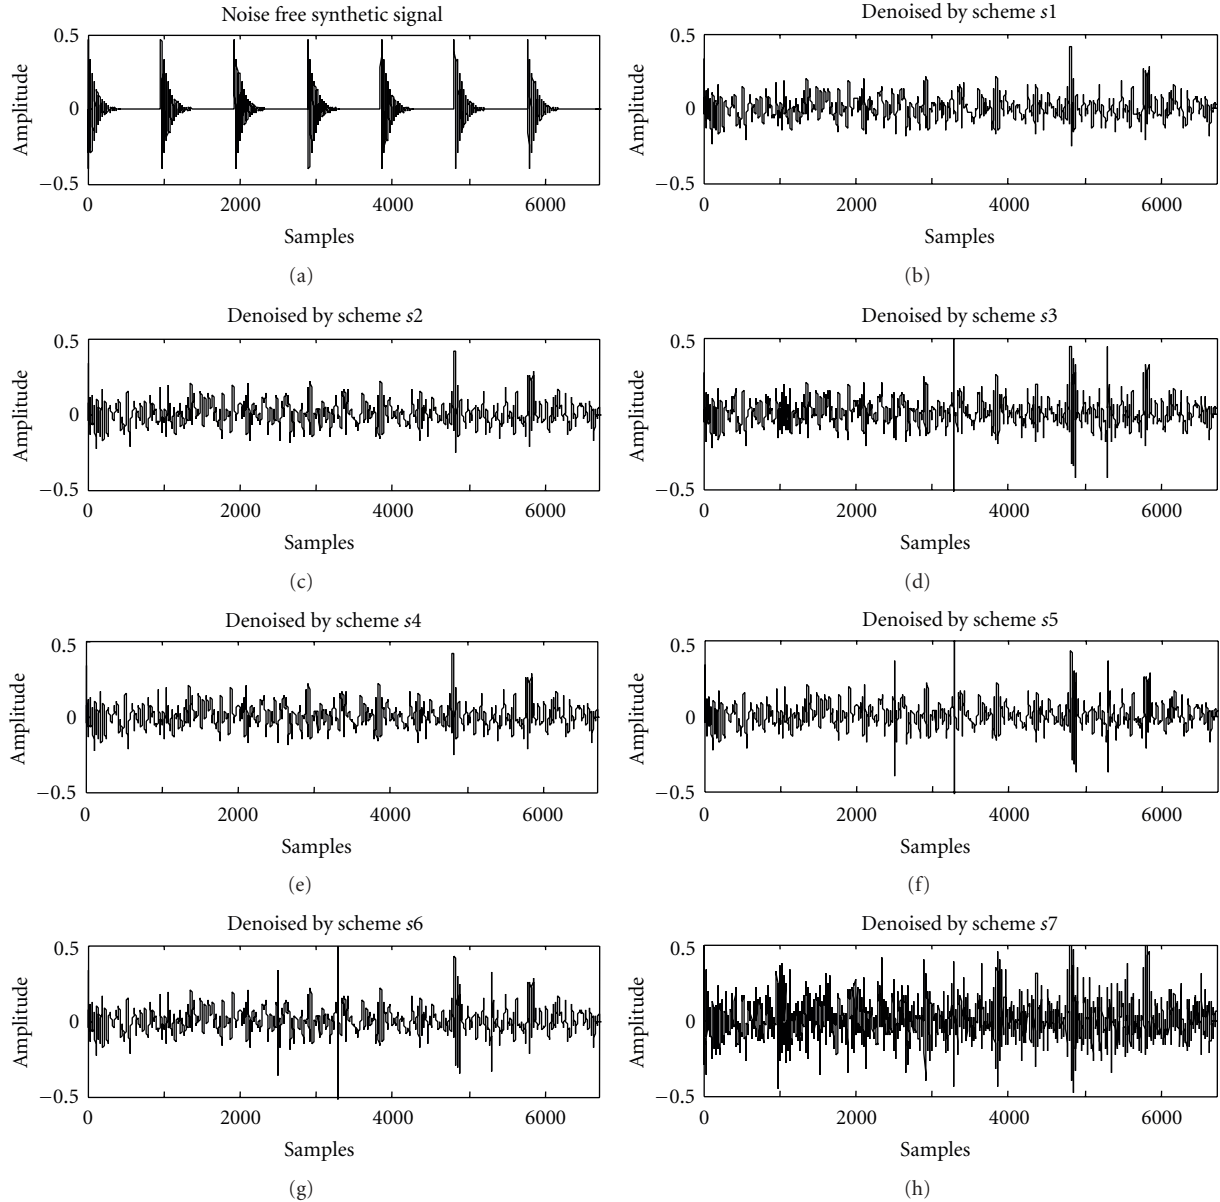 Noise free synthetic signal
0.5
0
−0.5
Amplitude
0 2000 4000 6000
Samples
(a)
Denoised by scheme s1
0.5
0
−0.5
Amplitude
0 2000 4000 6000
Samples
(b)
Denoised by scheme s2
0.5
0
−0.5
Amplitude
0 2000 4000 6000
Samples
(c)
Denoised by scheme s3
0.5
0
−0.5
Amplitude
0 2000 4000 6000
Samples
(d)
Denoised by scheme s4
0.5
0
−0.5
Amplitude
0 2000 4000 6000
Samples
(e)
Denoised by scheme s5
0.5
0
−0.5
Amplitude
0 2000 4000 6000
Samples
(f)
Denoised by scheme s6
0.5
0
−0.5
Amplitude
0 2000 4000 6000
Samples
(g)
Denoised by scheme s7
0.5
0
−0.5
Amplitude
0 2000 4000 6000
Samples
(h)